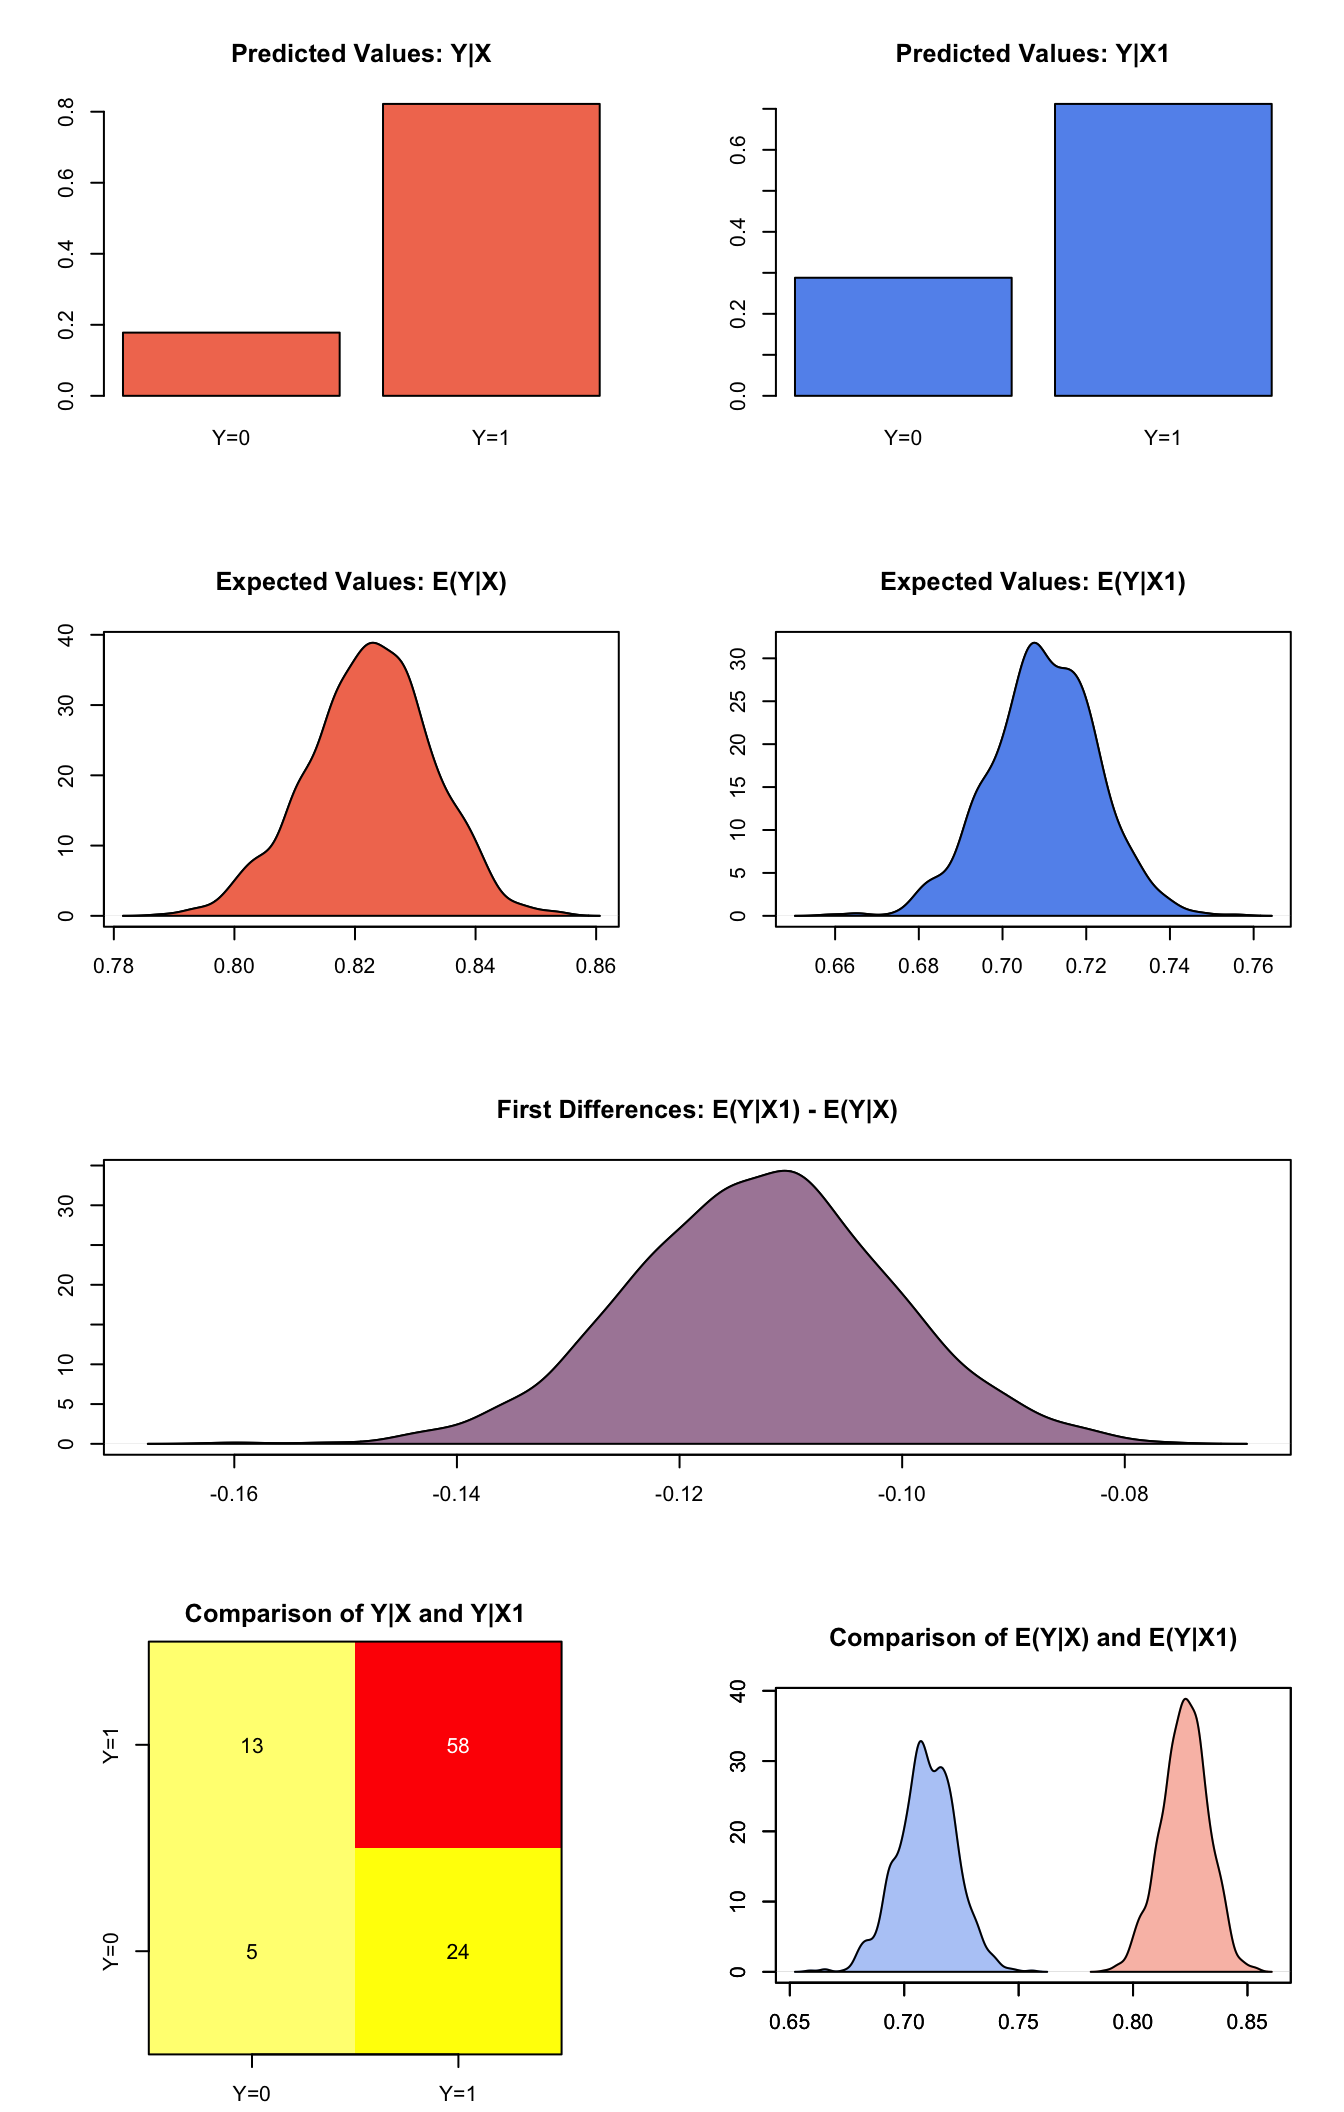 Predicted Values: Y|X
0.0 0.2 0.4 0.6 0.8
Y=0 Y=1
Predicted Values: Y|X1
0.0 0.2 0.4 0.6
Y=0 Y=1
Expected Values: E(Y|X)
0 10 20 30 40
0.78 0.80 0.82 0.84 0.86
Expected Values: E(Y|X1)
0 5 10 15 20 25 30
0.66 0.68 0.70 0.72 0.74 0.76
First Differences: E(Y|X1) - E(Y|X)
0 5 10 20 30
-0.16 -0.14 -0.12 -0.10 -0.08
Comparison of Y|X and Y|X1
Y=1
13 58
Y=0
5 24
Y=0 Y=1
Comparison of E(Y|X) and E(Y|X1)
0 10 20 30 40
0.65 0.70 0.75 0.80 0.85